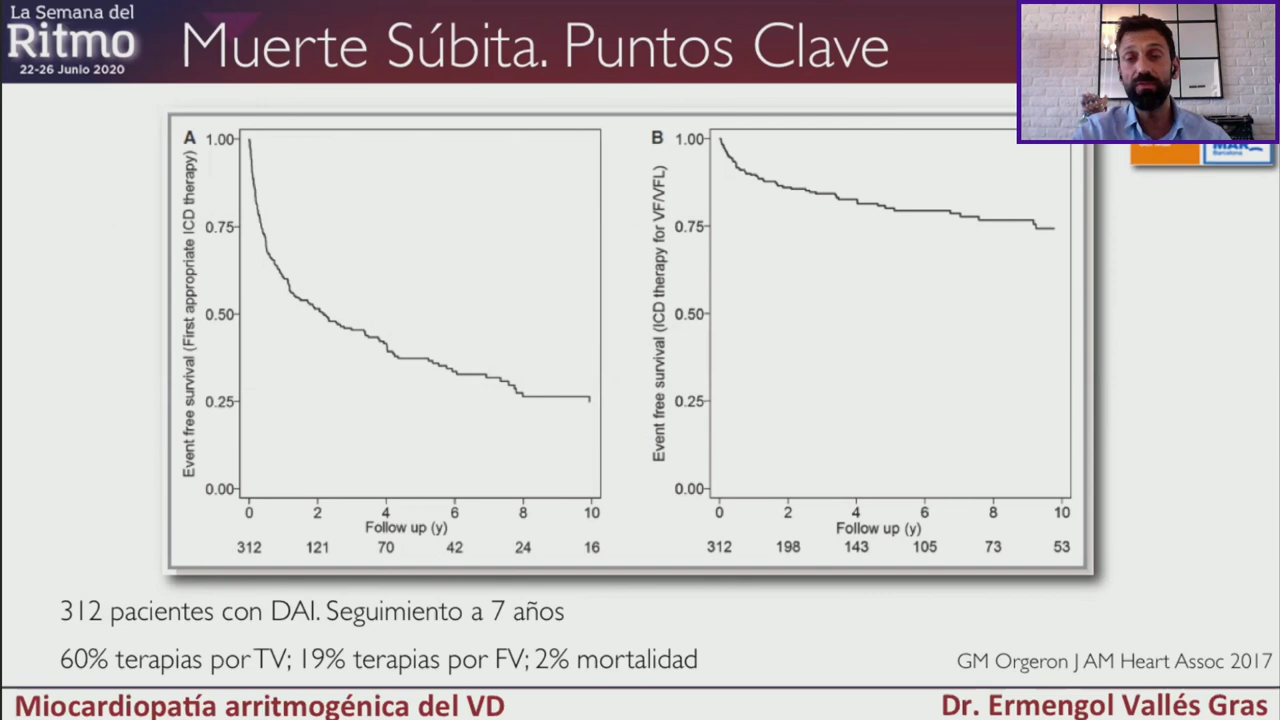 La Semana del
Ritmo
22-26 Junio 2020
Muerte Súbita. Puntos Clave
MAR
Barcelona
A
Event free survival (First appropriate ICD therapy)
1.00
0.75
0.50
0.25
0.00
0 2 4 6 8 10
Follow up (y)
312 121 70 42 24 16
B
Event free survival (ICD therapy for VF/VFL)
1.00
0.75
0.50
0.25
0.00
0 2 4 6 8 10
Follow up (y)
312 198 143 105 73 53
312 pacientes con DAI. Seguimiento a 7 años
60% terapias por TV; 19% terapias por FV; 2% mortalidad
GM Orgeron J AM Heart Assoc 2017
Miocardiopatía arritmogénica del VD
Dr. Ermengol Vallés Gras